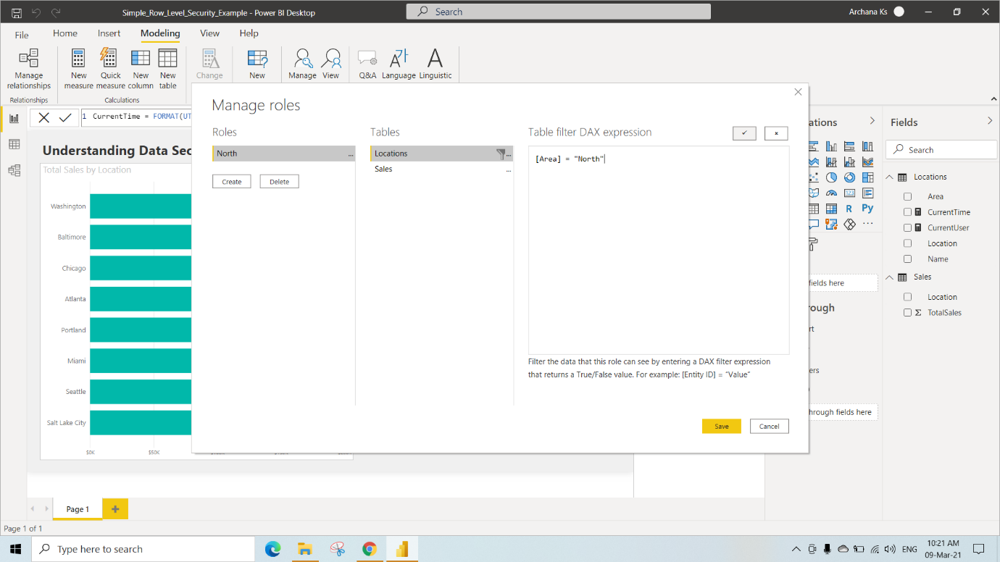 Simple_Row_Level_Security_Example - Power BI Desktop
Search
Archana Ks
File
Home
Insert
Modeling
View
Help
Manage relationships
New measure
Quick measure
New column
New table
Change
New
Manage
View
Q&A
Language
Linguistic
Relationships
Calculations
1 CurrentTime = FORMAT(UT
Understanding Data Sec
Total Sales by Location
Washington
Baltimore
Chicago
Atlanta
Portland
Miami
Seattle
Salt Lake City
$0K
$50K
Manage roles
Roles
North
...
Create
Delete
Tables
Locations
...
Sales
...
Table filter DAX expression
[Area] = "North"
Filter the data that this role can see by entering a DAX filter expression
that returns a True/False value. For example: [Entity ID] = "Value"
Save
Cancel
ations
R
Py
...
fields here
rough
rt
ers
hrough fields here
Fields
Search
Locations
Area
CurrentTime
CurrentUser
Location
Name
Sales
Location
Σ TotalSales
Page 1
+
Page 1 of 1
Type here to search
ENG
10:21 AM
09-Mar-21